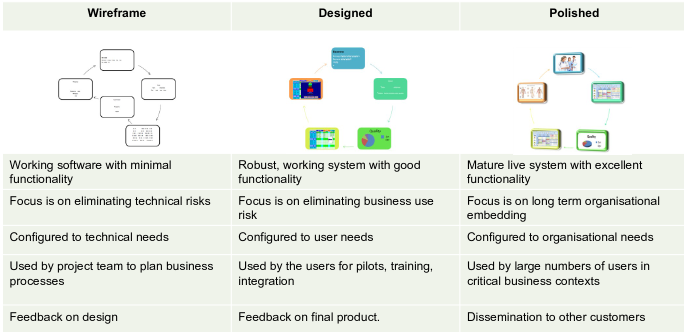 Wireframe
Designed
Polished
Quality
Quality
Working software with minimal
functionality
Robust, working system with good
functionality
Mature live system with excellent
functionality
Focus is on eliminating technical risks
Focus is on eliminating business use
risk
Focus is on long term organisational
embedding
Configured to technical needs
Configured to user needs
Configured to organisational needs
Used by project team to plan business
processes
Used by the users for pilots, training,
integration
Used by large numbers of users in
critical business contexts
Feedback on design
Feedback on final product.
Dissemination to other customers